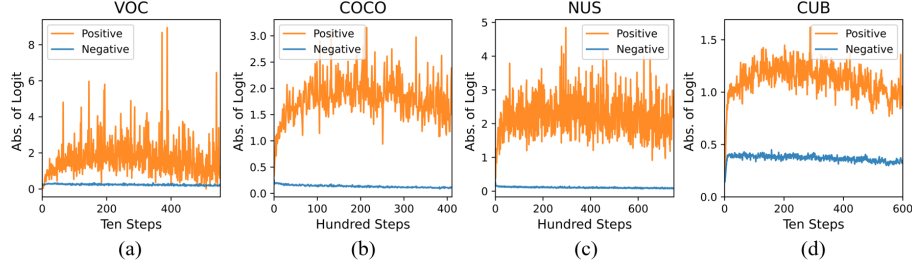 VOC
Abs. of Logit
8
6
4
2
0
Positive
Negative
0
200
400
Ten Steps
(a)
COCO
Abs. of Logit
3.0
2.5
2.0
1.5
1.0
0.5
0.0
Positive
Negative
0
100
200
300
400
Hundred Steps
(b)
NUS
Abs. of Logit
5
4
3
2
1
0
Positive
Negative
0
200
400
600
Hundred Steps
(c)
CUB
Abs. of Logit
1.5
1.0
0.5
0.0
Positive
Negative
0
200
400
600
Ten Steps
(d)